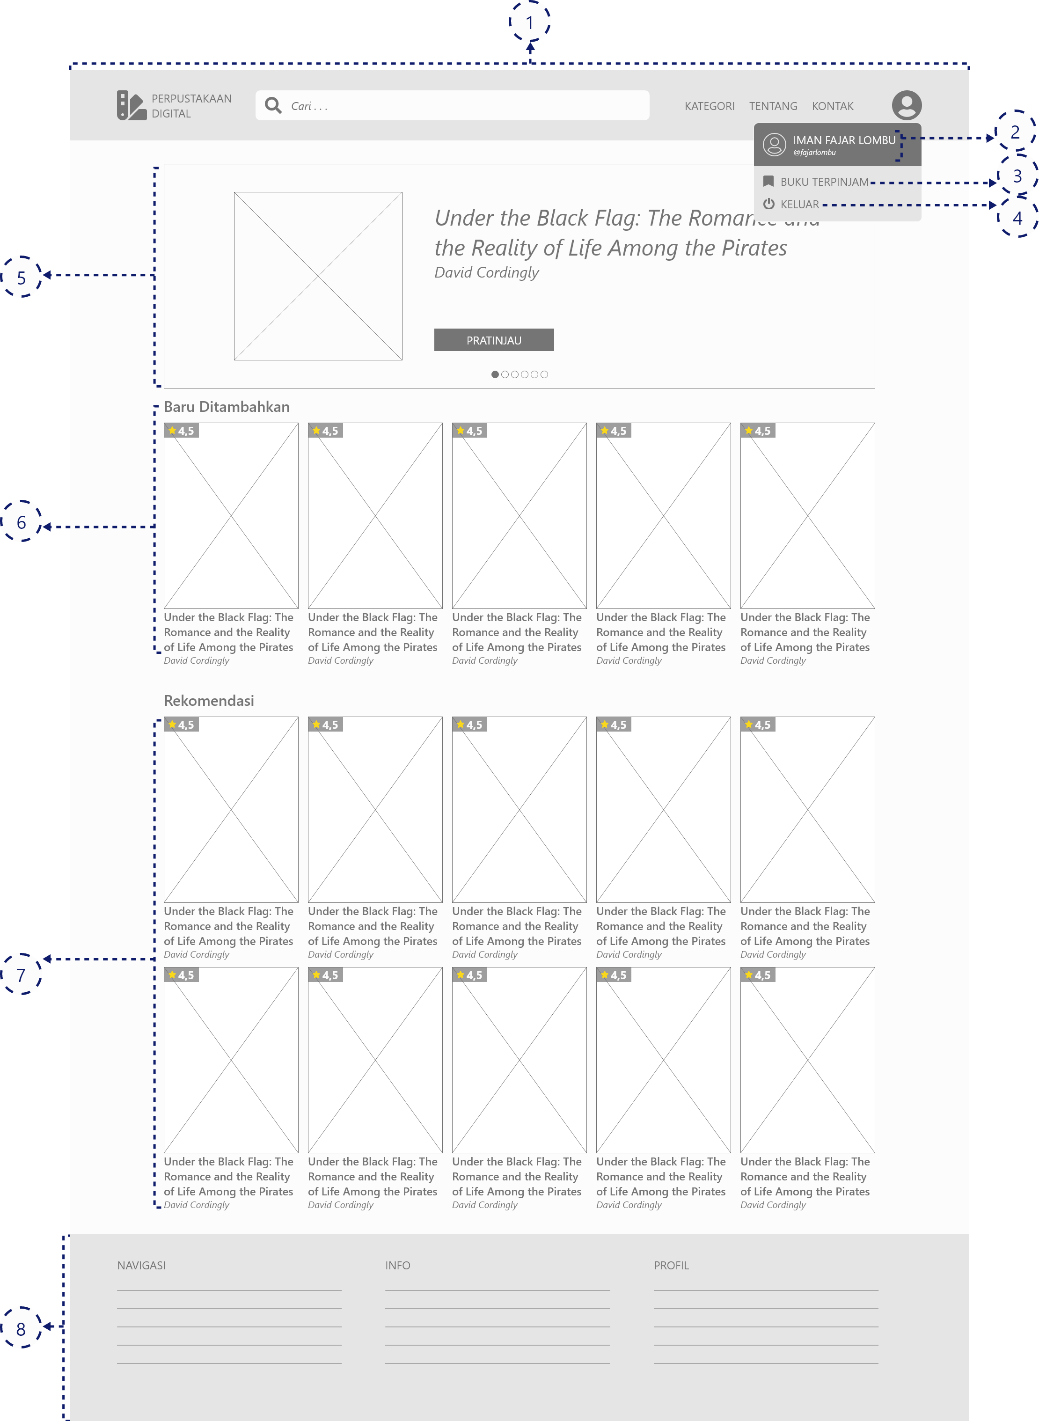 1
PERPUSTAKAAN
DIGITAL
Cari . . .
KATEGORI TENTANG KONTAK
IMAN FAJAR LOMBU
@fajarlombu
2
BUKU TERPINJAM
3
KELUAR
4
Under the Black Flag: The Romance and
the Reality of Life Among the Pirates
David Cordingly
PRATINJAU
5
Baru Ditambahkan
4,5 4,5 4,5 4,5 4,5
6
Under the Black Flag: The Under the Black Flag: The Under the Black Flag: The Under the Black Flag: The Under the Black Flag: The
Romance and the Reality Romance and the Reality Romance and the Reality Romance and the Reality Romance and the Reality
of Life Among the Pirates of Life Among the Pirates of Life Among the Pirates of Life Among the Pirates of Life Among the Pirates
David Cordingly David Cordingly David Cordingly David Cordingly David Cordingly
Rekomendasi
4,5 4,5 4,5 4,5 4,5
Under the Black Flag: The Under the Black Flag: The Under the Black Flag: The Under the Black Flag: The Under the Black Flag: The
Romance and the Reality Romance and the Reality Romance and the Reality Romance and the Reality Romance and the Reality
of Life Among the Pirates of Life Among the Pirates of Life Among the Pirates of Life Among the Pirates of Life Among the Pirates
David Cordingly David Cordingly David Cordingly David Cordingly David Cordingly
7
4,5 4,5 4,5 4,5 4,5
Under the Black Flag: The Under the Black Flag: The Under the Black Flag: The Under the Black Flag: The Under the Black Flag: The
Romance and the Reality Romance and the Reality Romance and the Reality Romance and the Reality Romance and the Reality
of Life Among the Pirates of Life Among the Pirates of Life Among the Pirates of Life Among the Pirates of Life Among the Pirates
David Cordingly David Cordingly David Cordingly David Cordingly David Cordingly
NAVIGASI INFO PROFIL
8